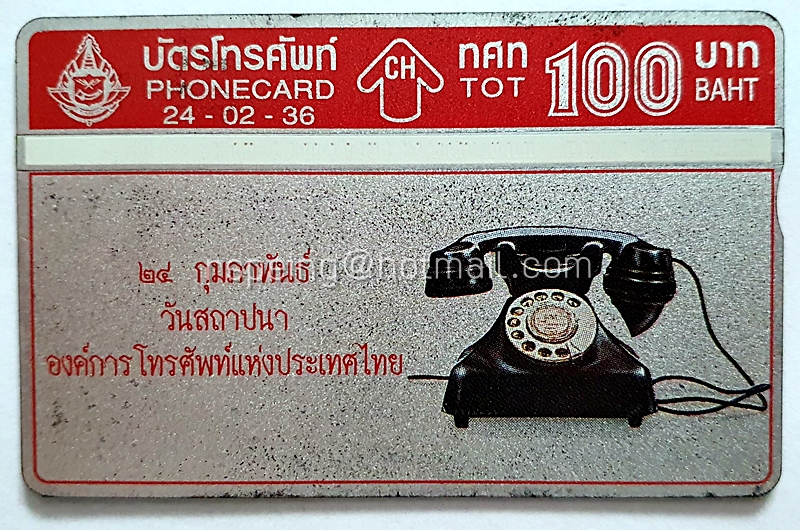 บัตรโทรศัพท์
PHONECARD
24 - 02 - 36
CH
ทศท
TOT
100
บาท
BAHT
๒๔ กุมภาพันธ์
@hotmail.com
วันสถาปนา
องค์การโทรศัพท์แห่งประเทศไทย